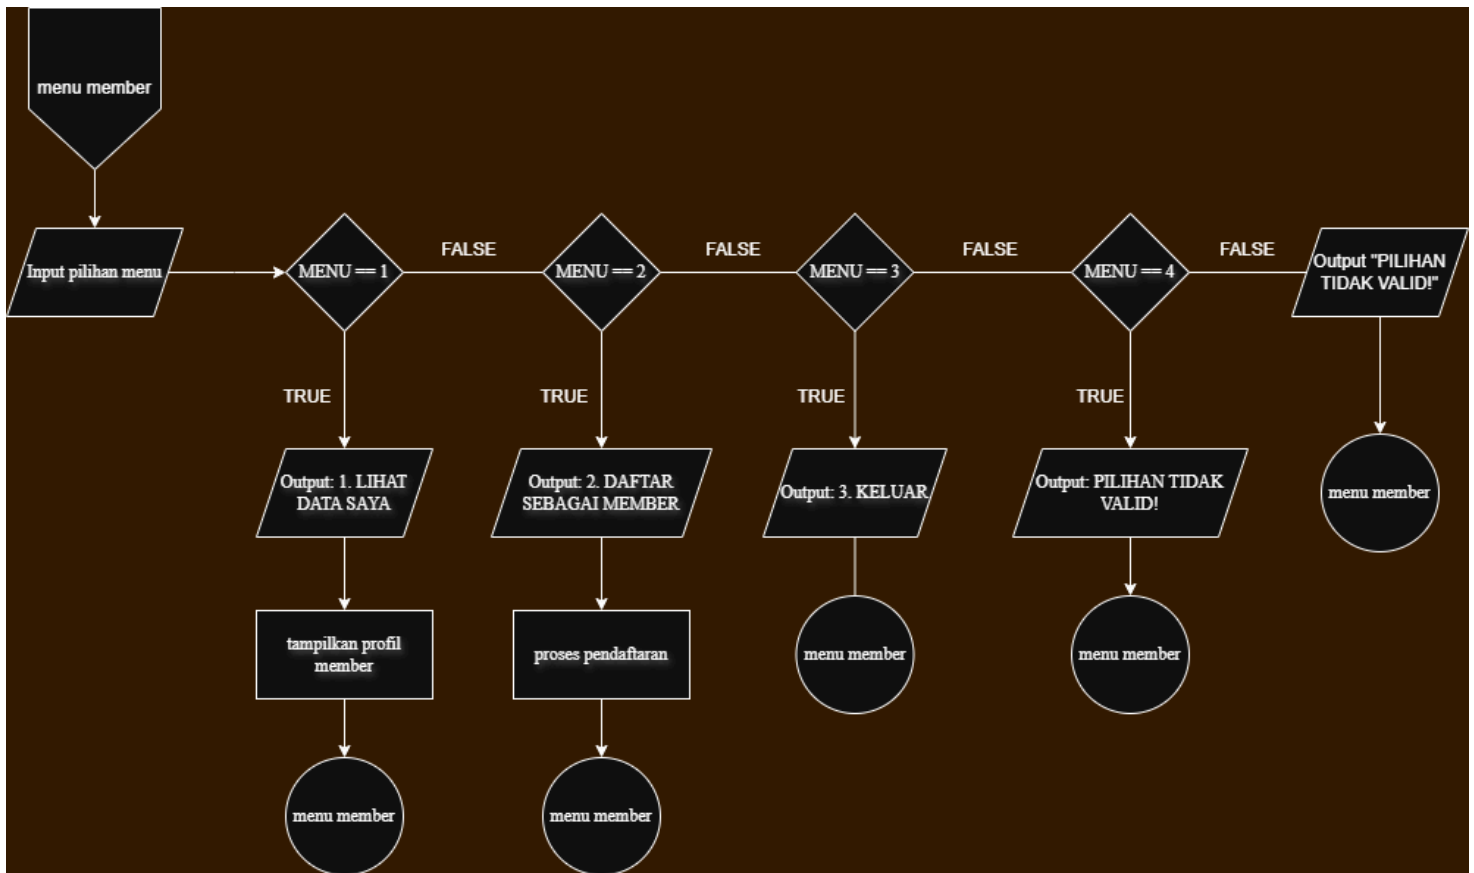 menu member
Input pilihan menu
MENU == 1
FALSE
MENU == 2
FALSE
MENU == 3
FALSE
MENU == 4
FALSE
Output "PILIHAN
TIDAK VALID!"
TRUE
TRUE
TRUE
TRUE
Output: 1. LIHAT
DATA SAYA
Output: 2. DAFTAR
SEBAGAI MEMBER
Output: 3. KELUAR
Output: PILIHAN TIDAK
VALID!
menu member
tampilkan profil
member
proses pendaftaran
menu member
menu member
menu member
menu member